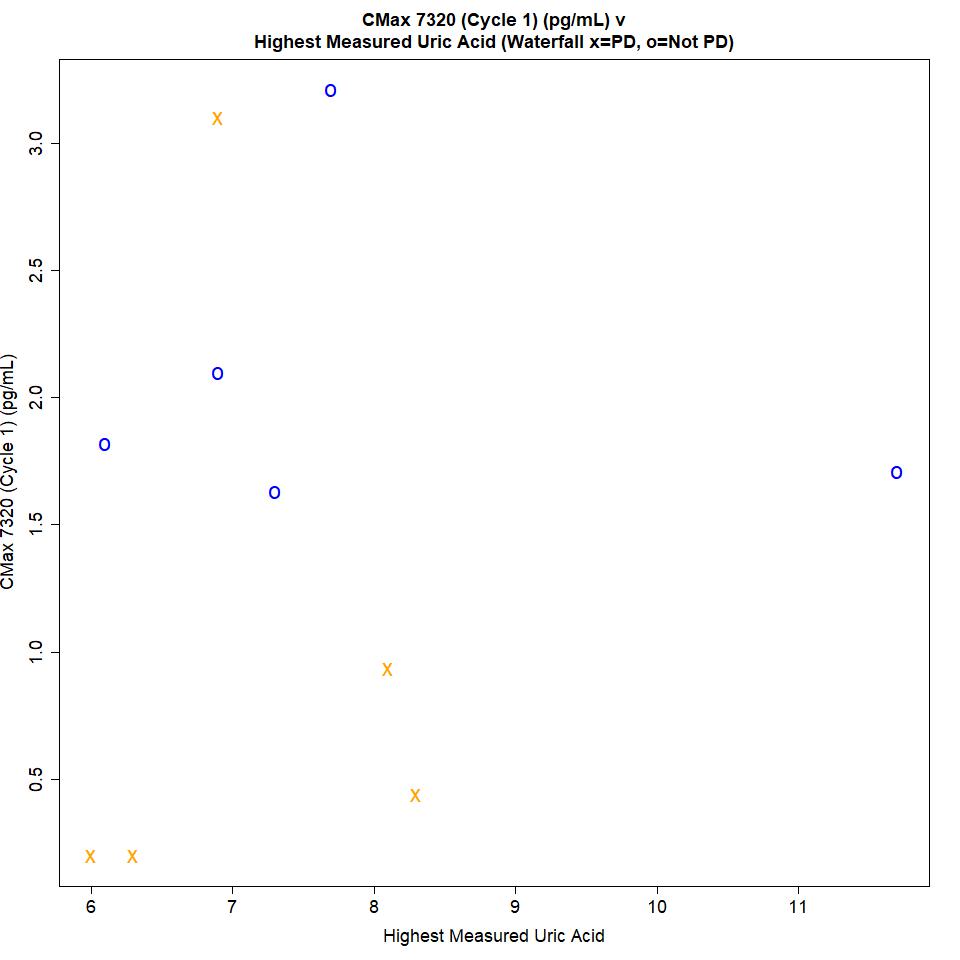 CMax 7320 (Cycle 1) (pg/mL) v
Highest Measured Uric Acid (Waterfall x=PD, o=Not PD)
CMax 7320 (Cycle 1) (pg/mL)
3.0
2.5
2.0
1.5
1.0
0.5
o
x
o
o
o
o
x
x
x x
6 7 8 9 10 11
Highest Measured Uric Acid